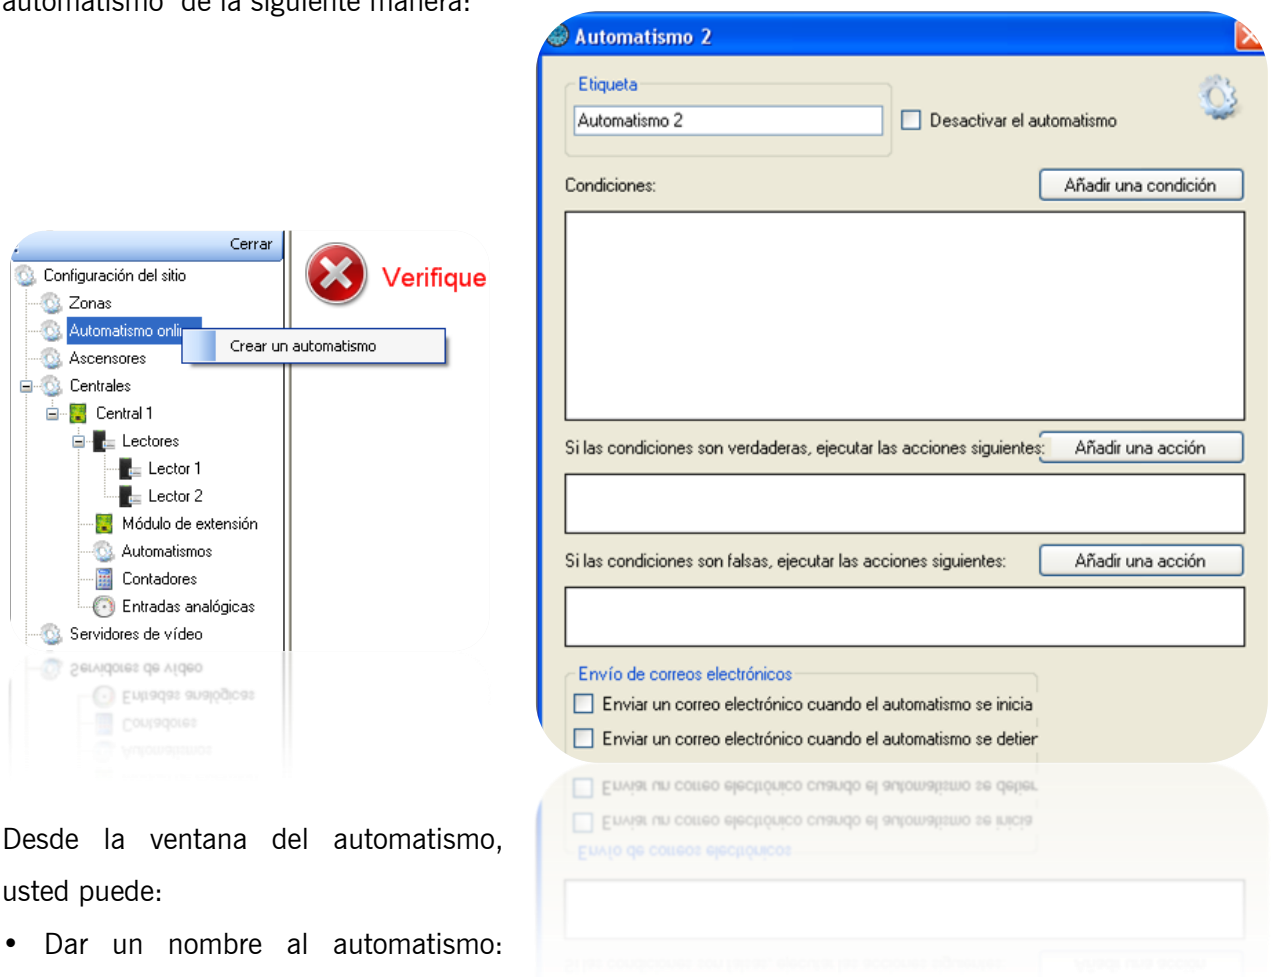 automatismo de la siguiente manera:
Cerrar
Configuración del sitio
Zonas
Automatismo onli
Crear un automatismo
Ascensores
Centrales
Central 1
Lectores
Lector 1
Lector 2
Módulo de extensión
Automatismos
Contadores
Entradas analógicas
Servidores de vídeo
Verifique
Desde la ventana del automatismo,
usted puede:
• Dar un nombre al automatismo:
Automatismo 2
Etiqueta
Automatismo 2
Desactivar el automatismo
Condiciones:
Añadir una condición
Si las condiciones son verdaderas, ejecutar las acciones siguientes:
Añadir una acción
Si las condiciones son falsas, ejecutar las acciones siguientes:
Añadir una acción
Envío de correos electrónicos
Enviar un correo electrónico cuando el automatismo se inicia
Enviar un correo electrónico cuando el automatismo se detier